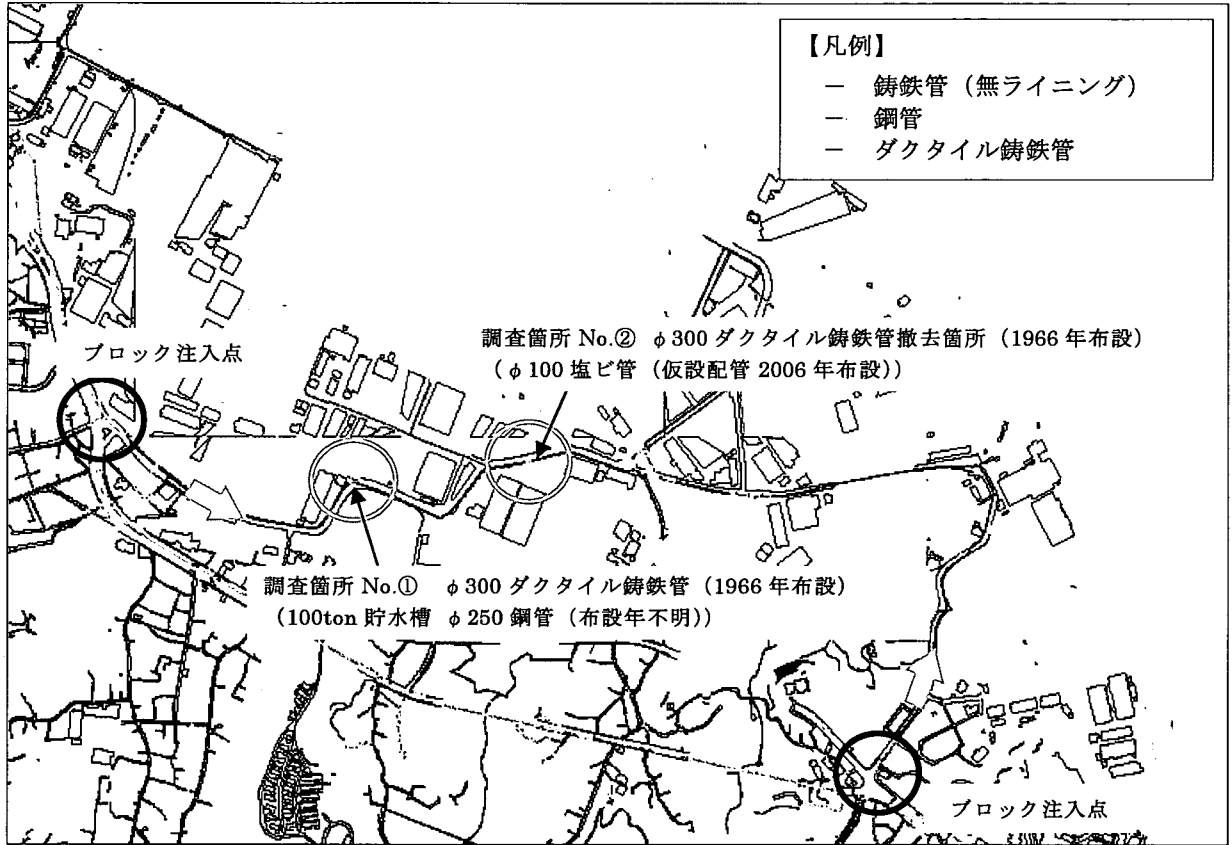 【凡例】
― 鋳鉄管（無ライニング）
― 鋼管
― ダクタイル鋳鉄管
ブロック注入点
調査箇所 No.② φ300 ダクタイル鋳鉄管撤去箇所（1966 年布設）
（φ100 塩ビ管（仮設配管 2006 年布設））
調査箇所 No.① φ300 ダクタイル鋳鉄管（1966 年布設）
（100ton 貯水槽 φ250 鋼管（布設年不明））
ブロック注入点